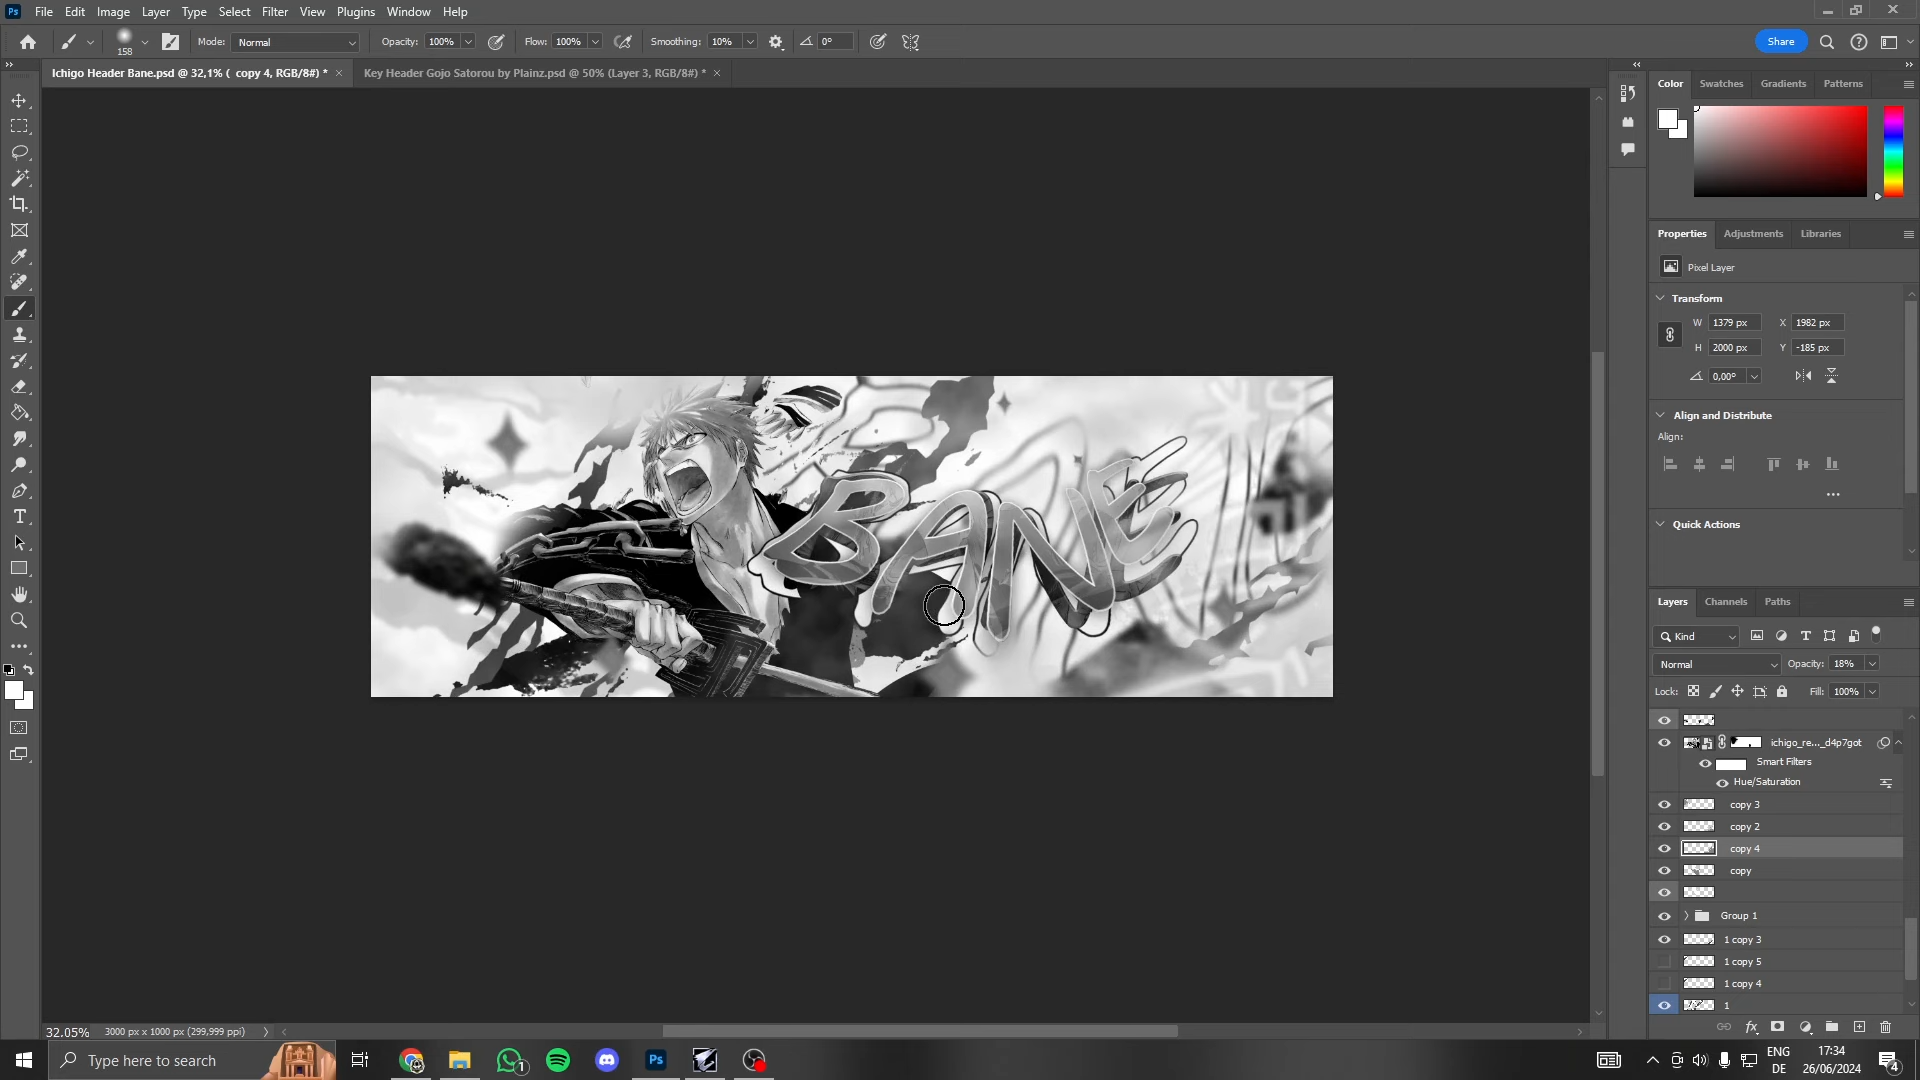 Ps File Edit Image Layer Type Select Filter View Plugins Window Help
158 Mode: Normal Opacity: 100% Flow: 100% Smoothing: 10% 0° Share
Ichigo Header Bane.psd @ 32,1% ( copy 4, RGB/8#) * Key Header Gojo Satorou by Plainz.psd @ 50% (Layer 3, RGB/8#) *
Color Swatches Gradients Patterns
Properties Adjustments Libraries
Pixel Layer
Transform
W 1379 px X 1982 px
H 2000 px Y -185 px
0,00°
Align and Distribute
Align:
Quick Actions
BANE
Layers Channels Paths
Kind
Normal Opacity: 18%
Lock: Fill: 100%
ichigo_re..._d4p7got
Smart Filters
Hue/Saturation
copy 3
copy 2
copy 4
copy
Group 1
1 copy 3
1 copy 5
1 copy 4
1
32.05% 3000 px x 1000 px (299,999 ppi)
Type here to search
1
Ps
ENG
DE
17:34
26/06/2024
4